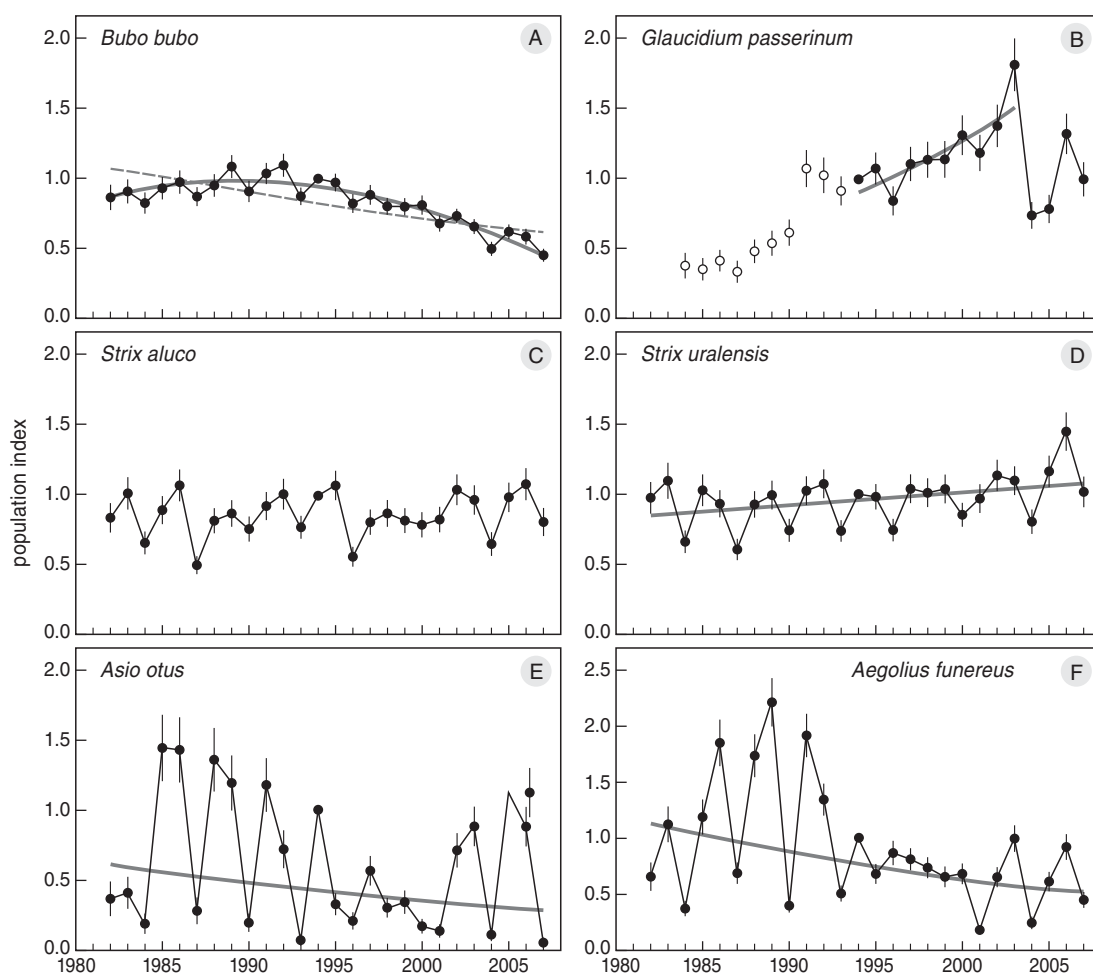 Bubo bubo
A
2.0
1.5
1.0
0.5
0.0
Glaucidium passerinum
B
2.0
1.5
1.0
0.5
0.0
Strix aluco
C
2.0
1.5
1.0
0.5
0.0
Strix uralensis
D
2.0
1.5
1.0
0.5
0.0
population index
Asio otus
E
2.0
1.5
1.0
0.5
0.0
1980 1985 1990 1995 2000 2005
Aegolius funereus
F
2.5
2.0
1.5
1.0
0.5
0.0
1980 1985 1990 1995 2000 2005